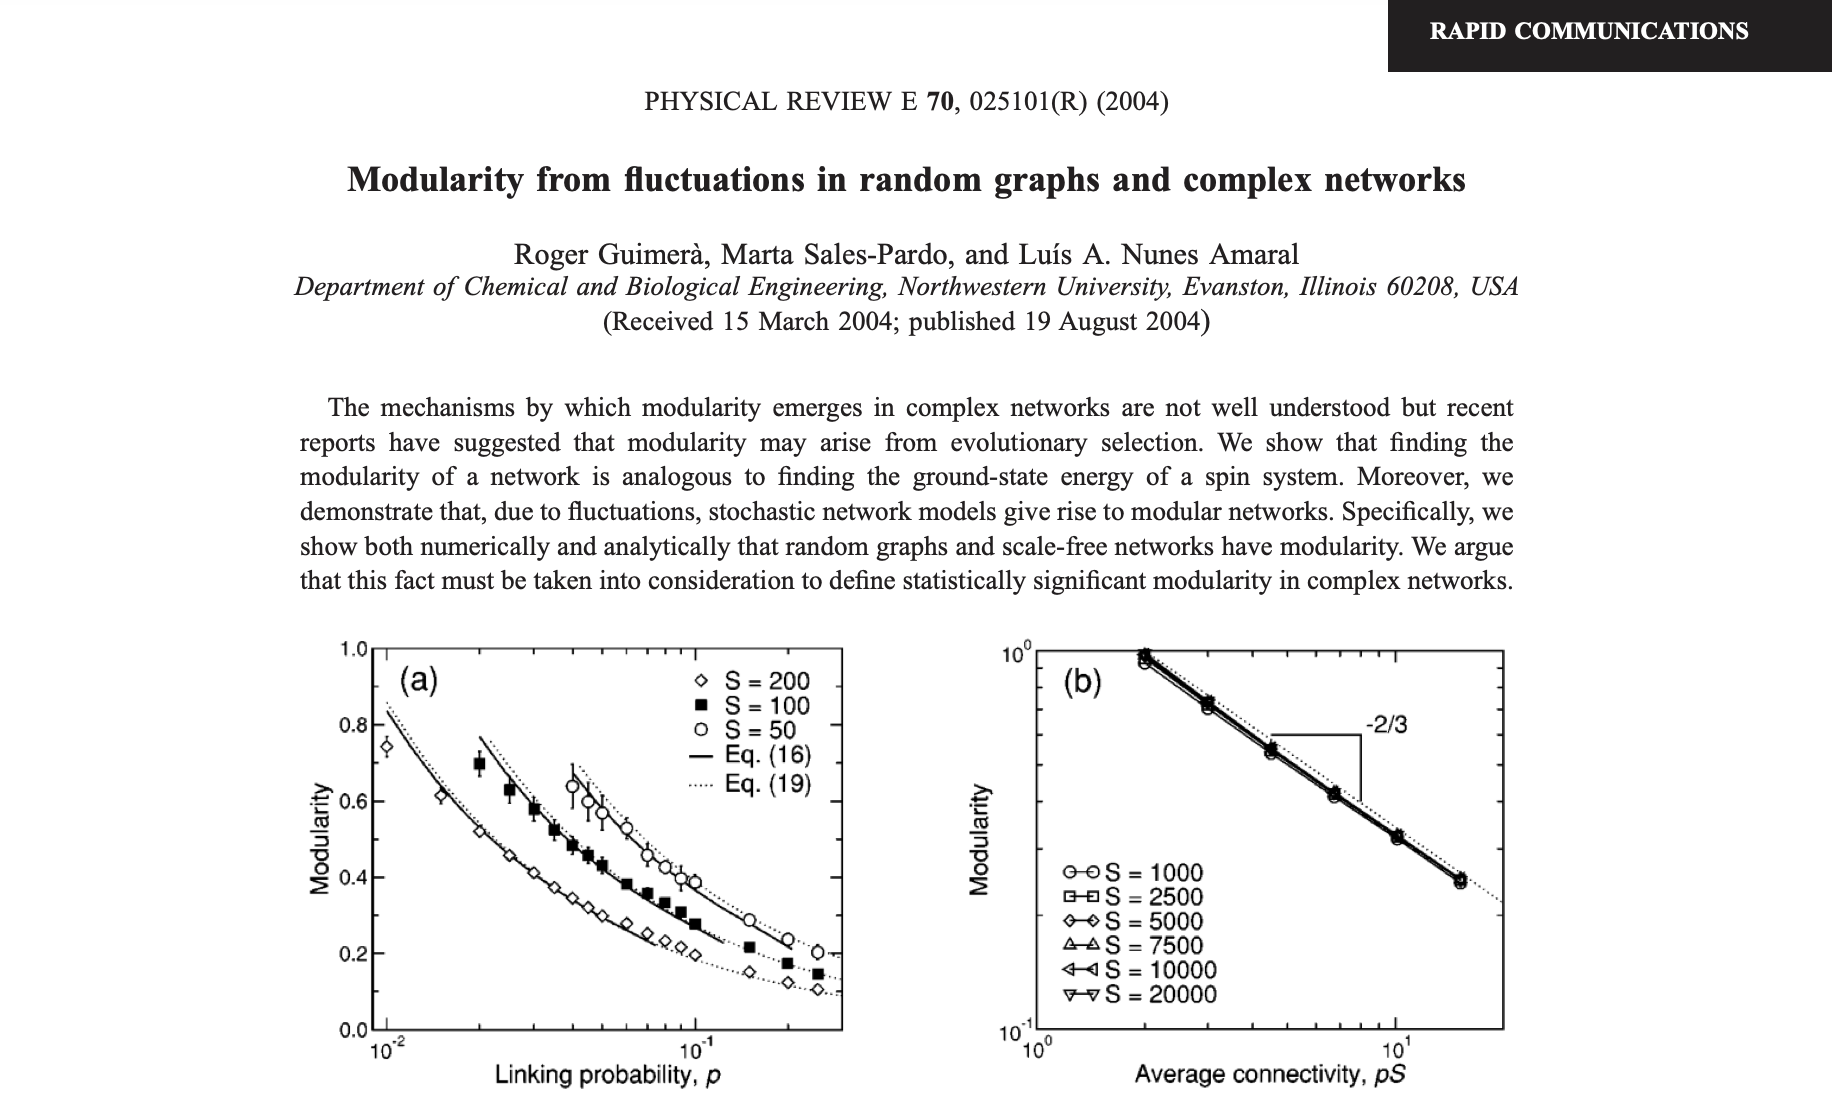 RAPID COMMUNICATIONS
PHYSICAL REVIEW E 70, 025101(R) (2004)
Modularity from fluctuations in random graphs and complex networks
Roger Guimerà, Marta Sales-Pardo, and Luís A. Nunes Amaral
Department of Chemical and Biological Engineering, Northwestern University, Evanston, Illinois 60208, USA
(Received 15 March 2004; published 19 August 2004)
The mechanisms by which modularity emerges in complex networks are not well understood but recent
reports have suggested that modularity may arise from evolutionary selection. We show that finding the
modularity of a network is analogous to finding the ground-state energy of a spin system. Moreover, we
demonstrate that, due to fluctuations, stochastic network models give rise to modular networks. Specifically, we
show both numerically and analytically that random graphs and scale-free networks have modularity. We argue
that this fact must be taken into consideration to define statistically significant modularity in complex networks.
(a)
S = 200
S = 100
S = 50
Eq. (16)
Eq. (19)
Modularity
1.0
0.8
0.6
0.4
0.2
0.0
10⁻²
10⁻¹
Linking probability, p
(b)
-2/3
Modularity
10⁰
10⁻¹
S = 1000
S = 2500
S = 5000
S = 7500
S = 10000
S = 20000
10⁰
10¹
Average connectivity, pS